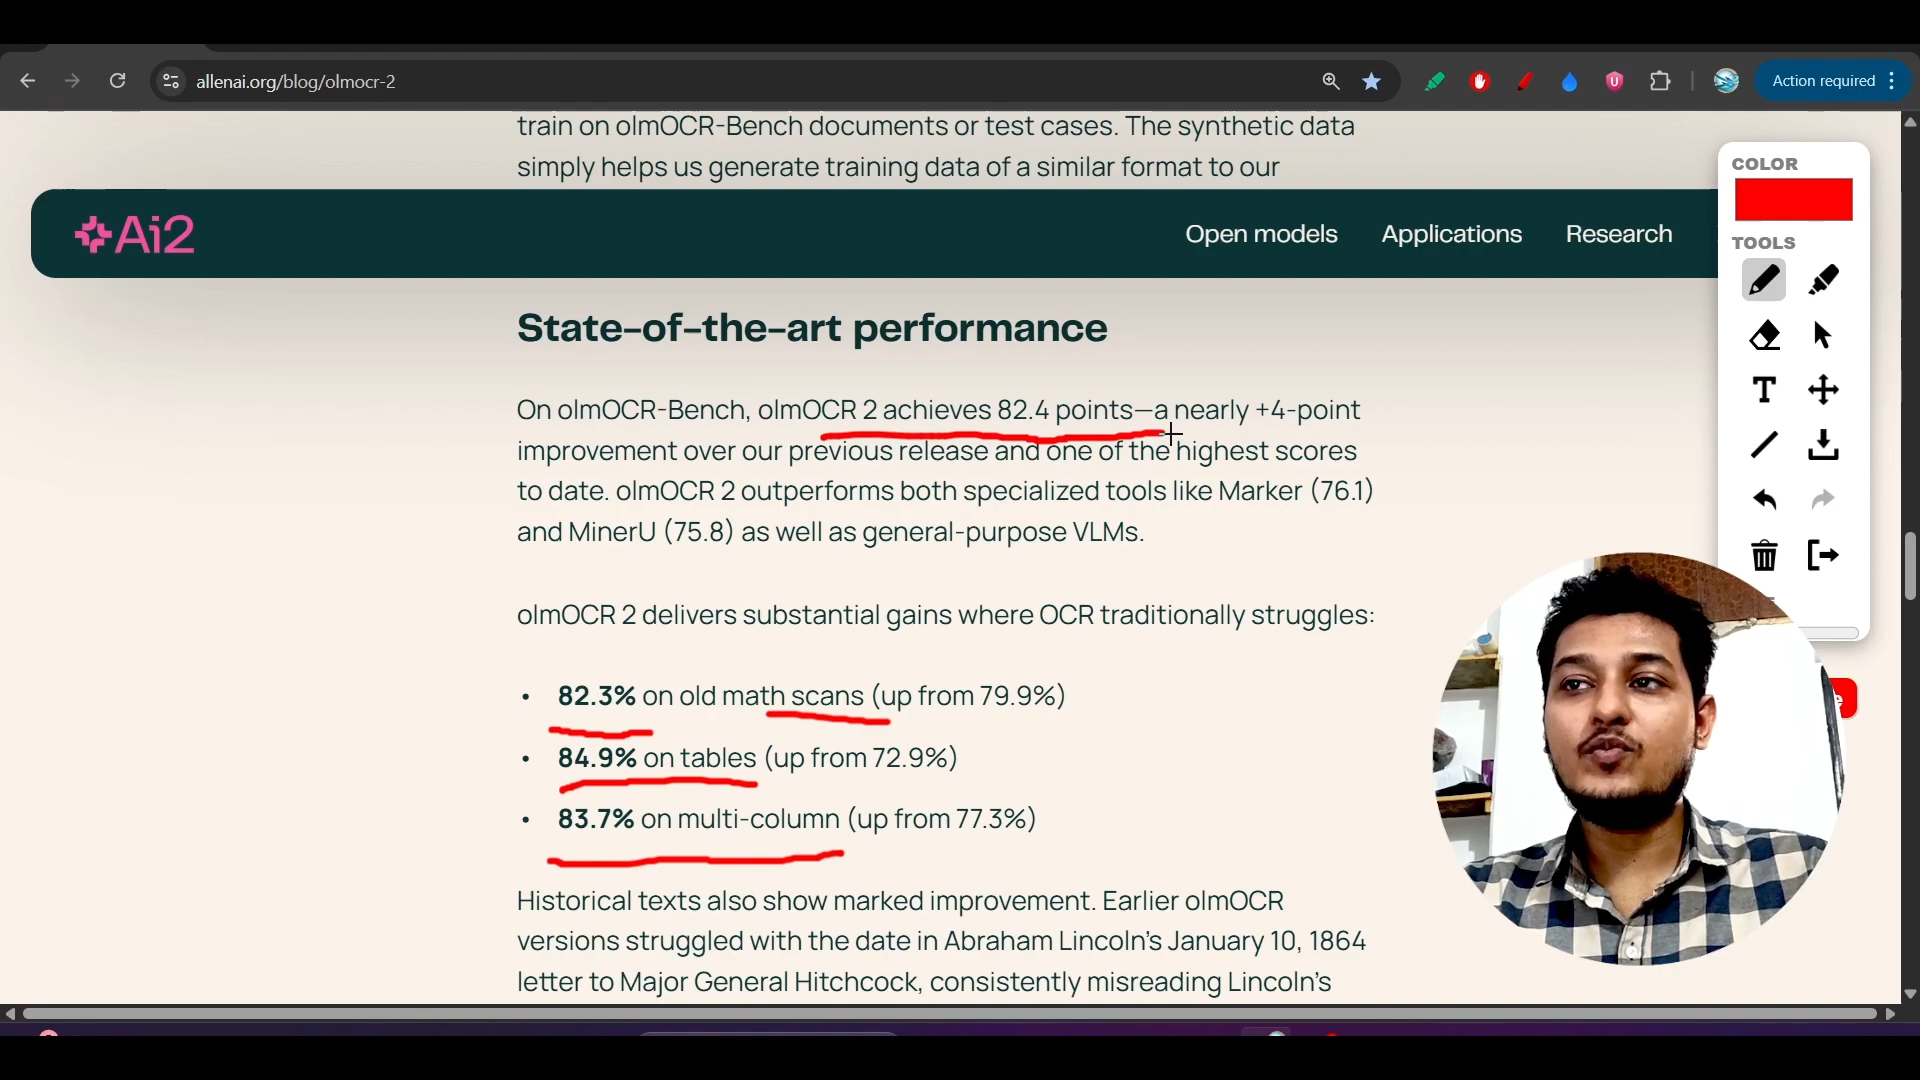 allenai.org/blog/olmocr-2
Action required
train on olmOCR-Bench documents or test cases. The synthetic data
simply helps us generate training data of a similar format to our
COLOR
Ai2
Open models
Applications
Research
TOOLS
State-of-the-art performance
On olmOCR-Bench, olmOCR 2 achieves 82.4 points—a nearly +4-point
improvement over our previous release and one of the highest scores
to date. olmOCR 2 outperforms both specialized tools like Marker (76.1)
and MinerU (75.8) as well as general-purpose VLMs.
olmOCR 2 delivers substantial gains where OCR traditionally struggles:
• 82.3% on old math scans (up from 79.9%)
• 84.9% on tables (up from 72.9%)
• 83.7% on multi-column (up from 77.3%)
Historical texts also show marked improvement. Earlier olmOCR
versions struggled with the date in Abraham Lincoln's January 10, 1864
letter to Major General Hitchcock, consistently misreading Lincoln's